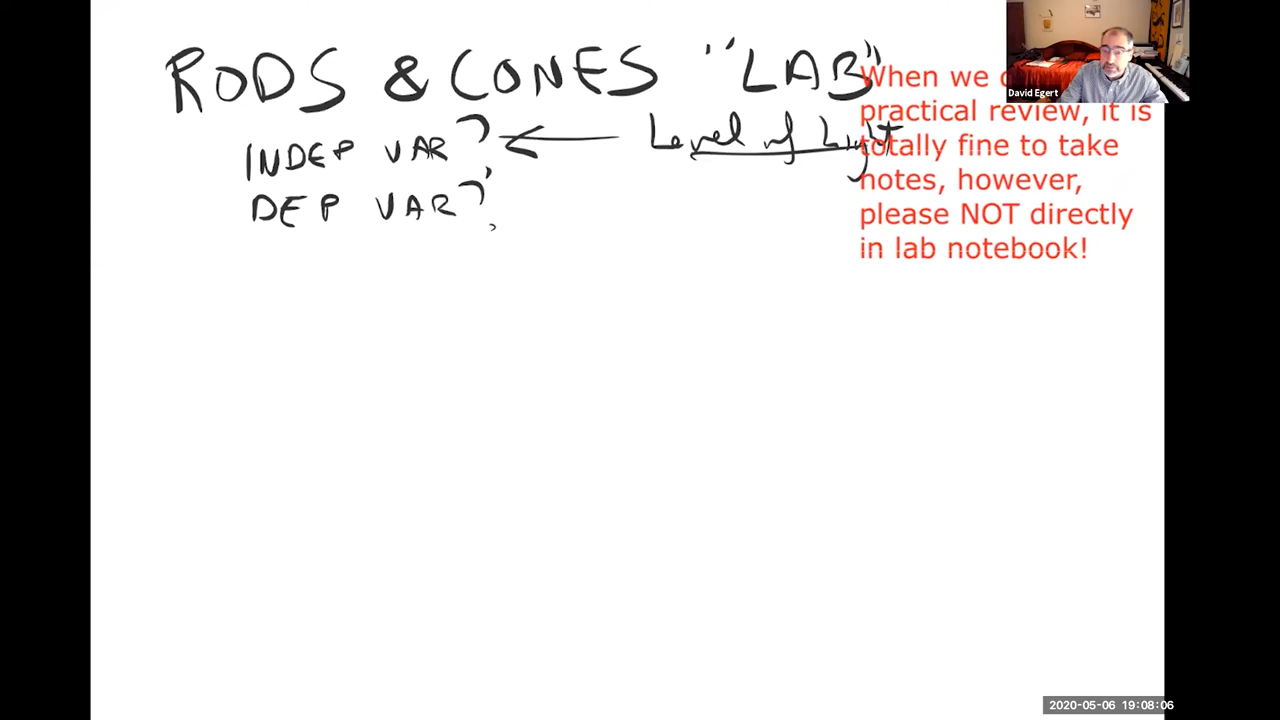 RODS & CONES "LAB"
INDEP VAR? ← Level of Light
DEP VAR?
When we
practical review, it is
totally fine to take
notes, however,
please NOT directly
in lab notebook!
David Egert
2020-05-06 19:08:06